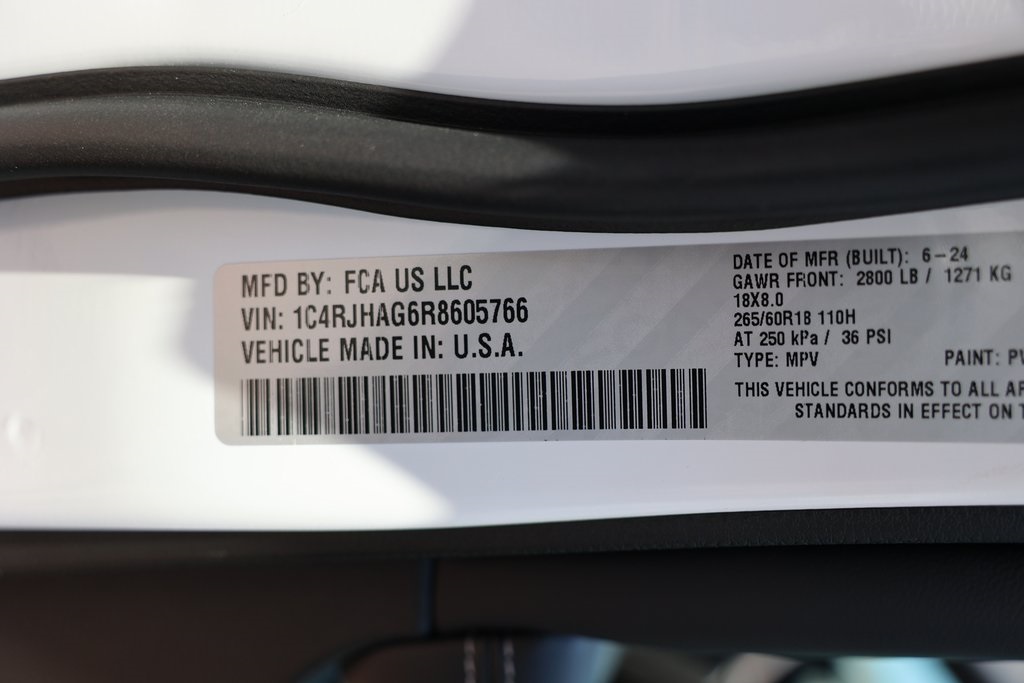 MFD BY: FCA US LLC
VIN: 1C4RJHAG6R8605766
VEHICLE MADE IN: U.S.A.
DATE OF MFR (BUILT): 6-24
GAWR FRONT: 2800 LB / 1271 KG
18X8.0
265/60R18 110H
AT 250 kPa / 36 PSI
TYPE: MPV PAINT:
THIS VEHICLE CONFORMS TO ALL
STANDARDS IN EFFECT ON